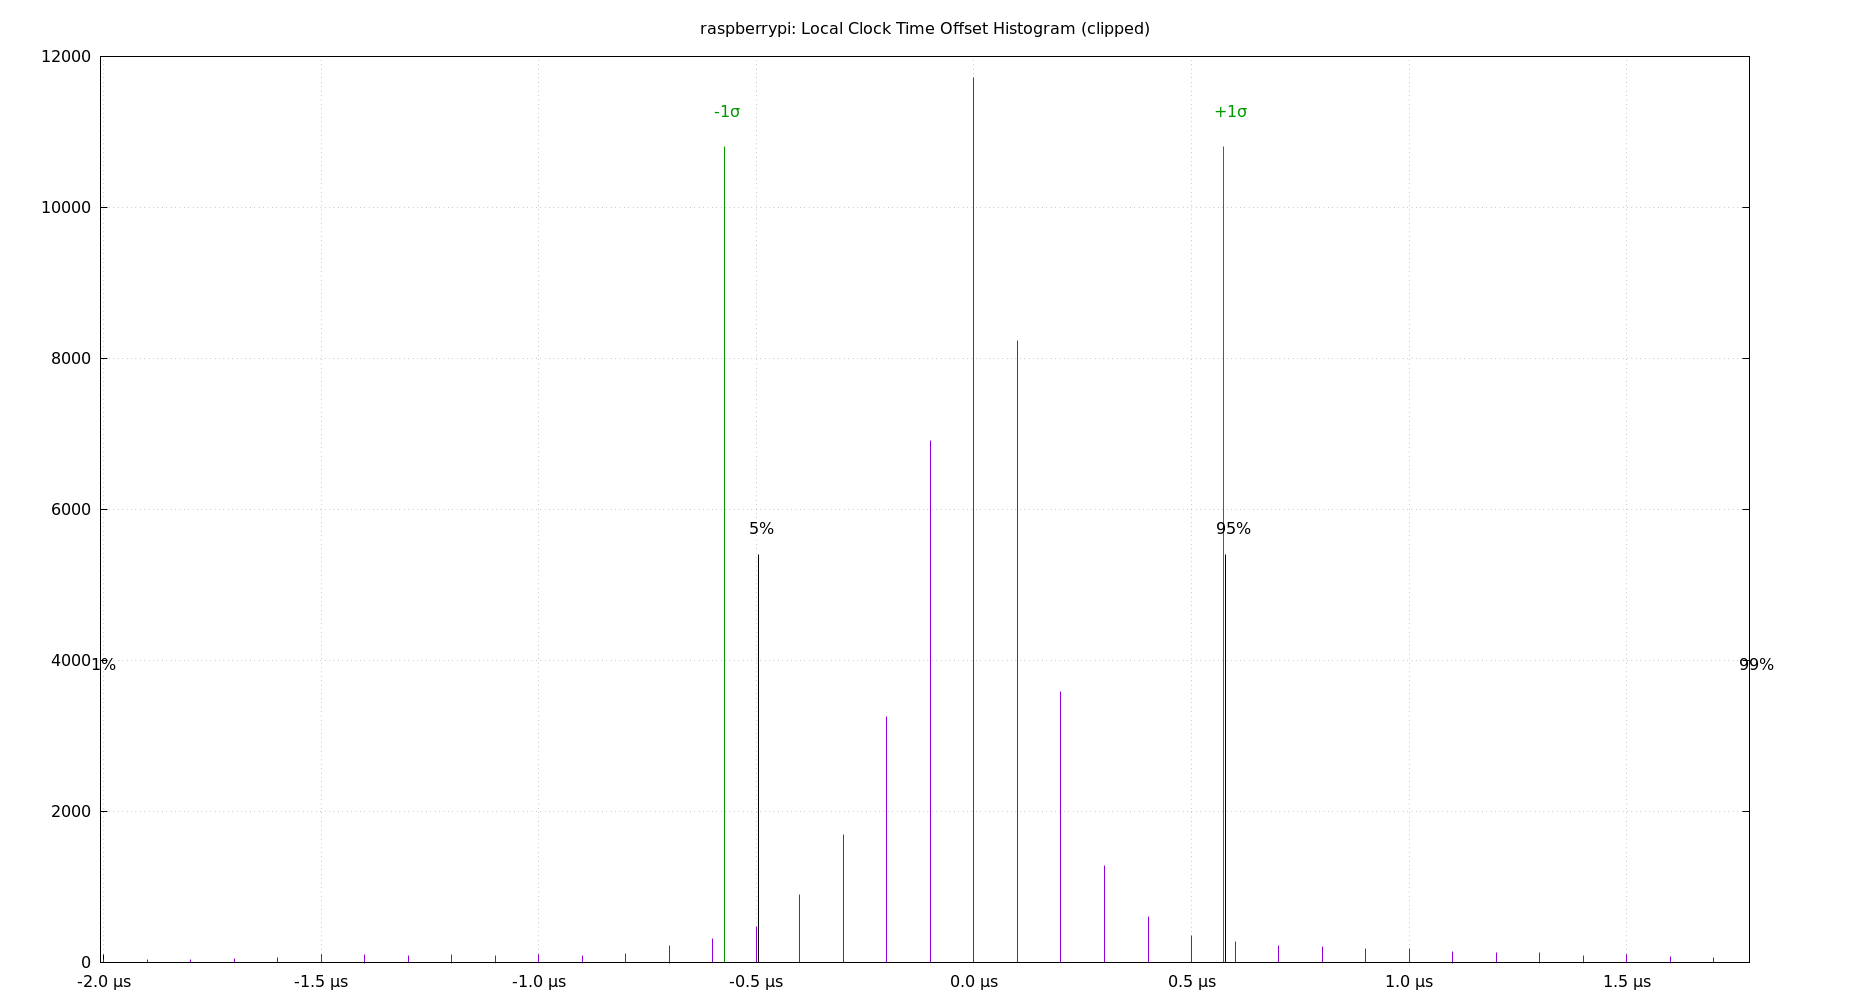 raspberrypi: Local Clock Time Offset Histogram (clipped)
12000
-1σ
+1σ
10000
8000
6000
5%
95%
4000
1%
99%
2000
0
-2.0 µs
-1.5 µs
-1.0 µs
-0.5 µs
0.0 µs
0.5 µs
1.0 µs
1.5 µs